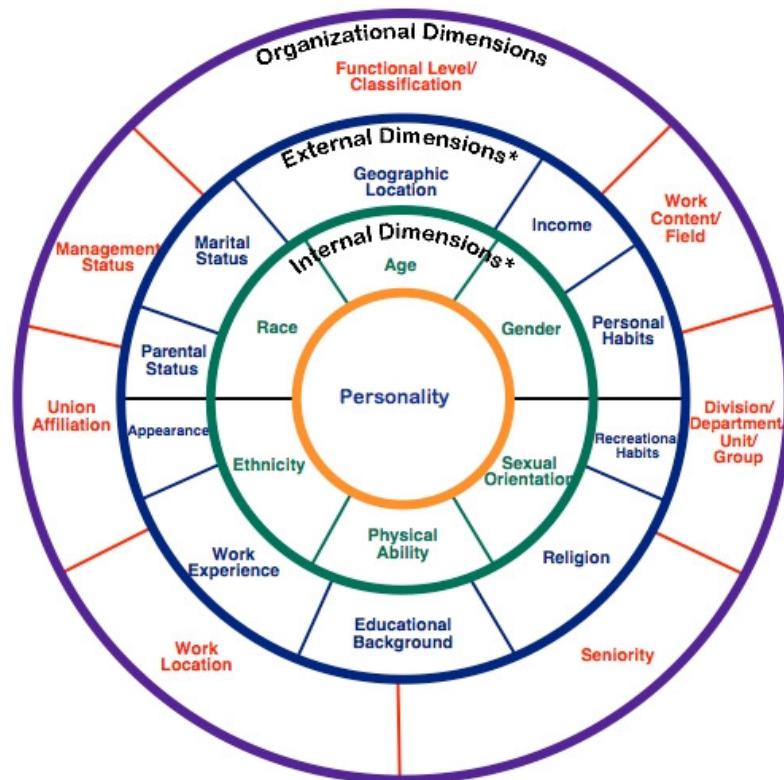 Organizational Dimensions
Functional Level/
Classification
External Dimensions*
Geographic
Location
Internal Dimensions*
Age
Income
Work
Content/
Field
Marital
Status
Management
Status
Race
Gender
Personal
Habits
Parental
Status
Personality
Union
Affiliation
Appearance
Division/
Department/
Unit/
Group
Recreational
Habits
Ethnicity
Sexual
Orientation
Physical
Ability
Work
Experience
Religion
Educational
Background
Work
Location
Seniority